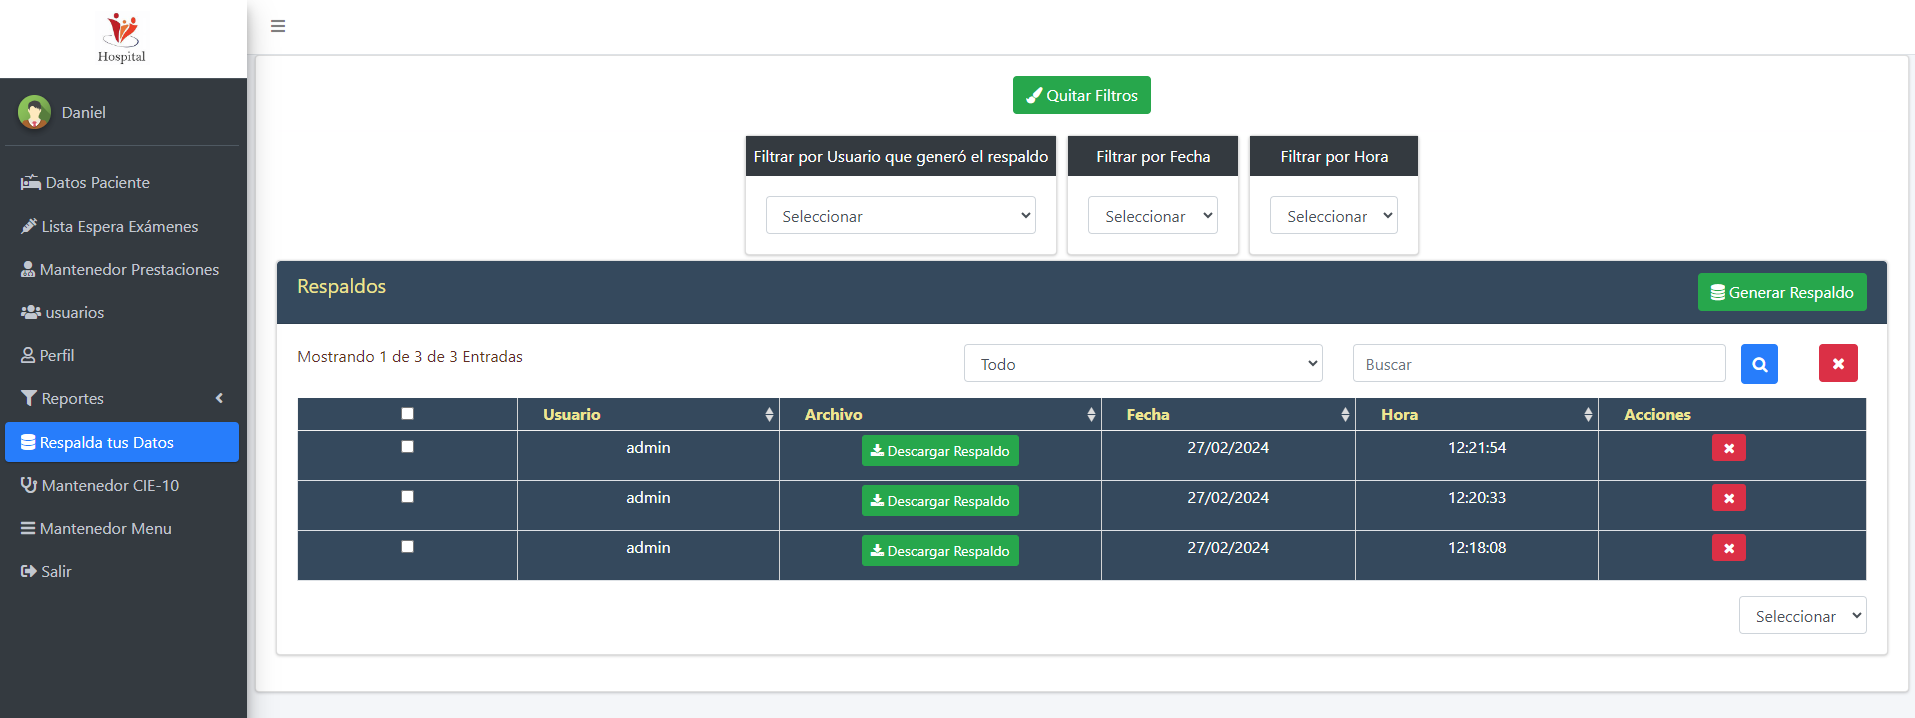 Hospital
Daniel
Datos Paciente
Lista Espera Exámenes
Mantenedor Prestaciones
usuarios
Perfil
Reportes
Respalda tus Datos
Mantenedor CIE-10
Mantenedor Menu
Salir
Quitar Filtros
Filtrar por Usuario que generó el respaldo Filtrar por Fecha Filtrar por Hora
Seleccionar Seleccionar Seleccionar
Respaldos Generar Respaldo
Mostrando 1 de 3 de 3 Entradas Todo Buscar
Usuario Archivo Fecha Hora Acciones
admin Descargar Respaldo 27/02/2024 12:21:54
admin Descargar Respaldo 27/02/2024 12:20:33
admin Descargar Respaldo 27/02/2024 12:18:08
Seleccionar